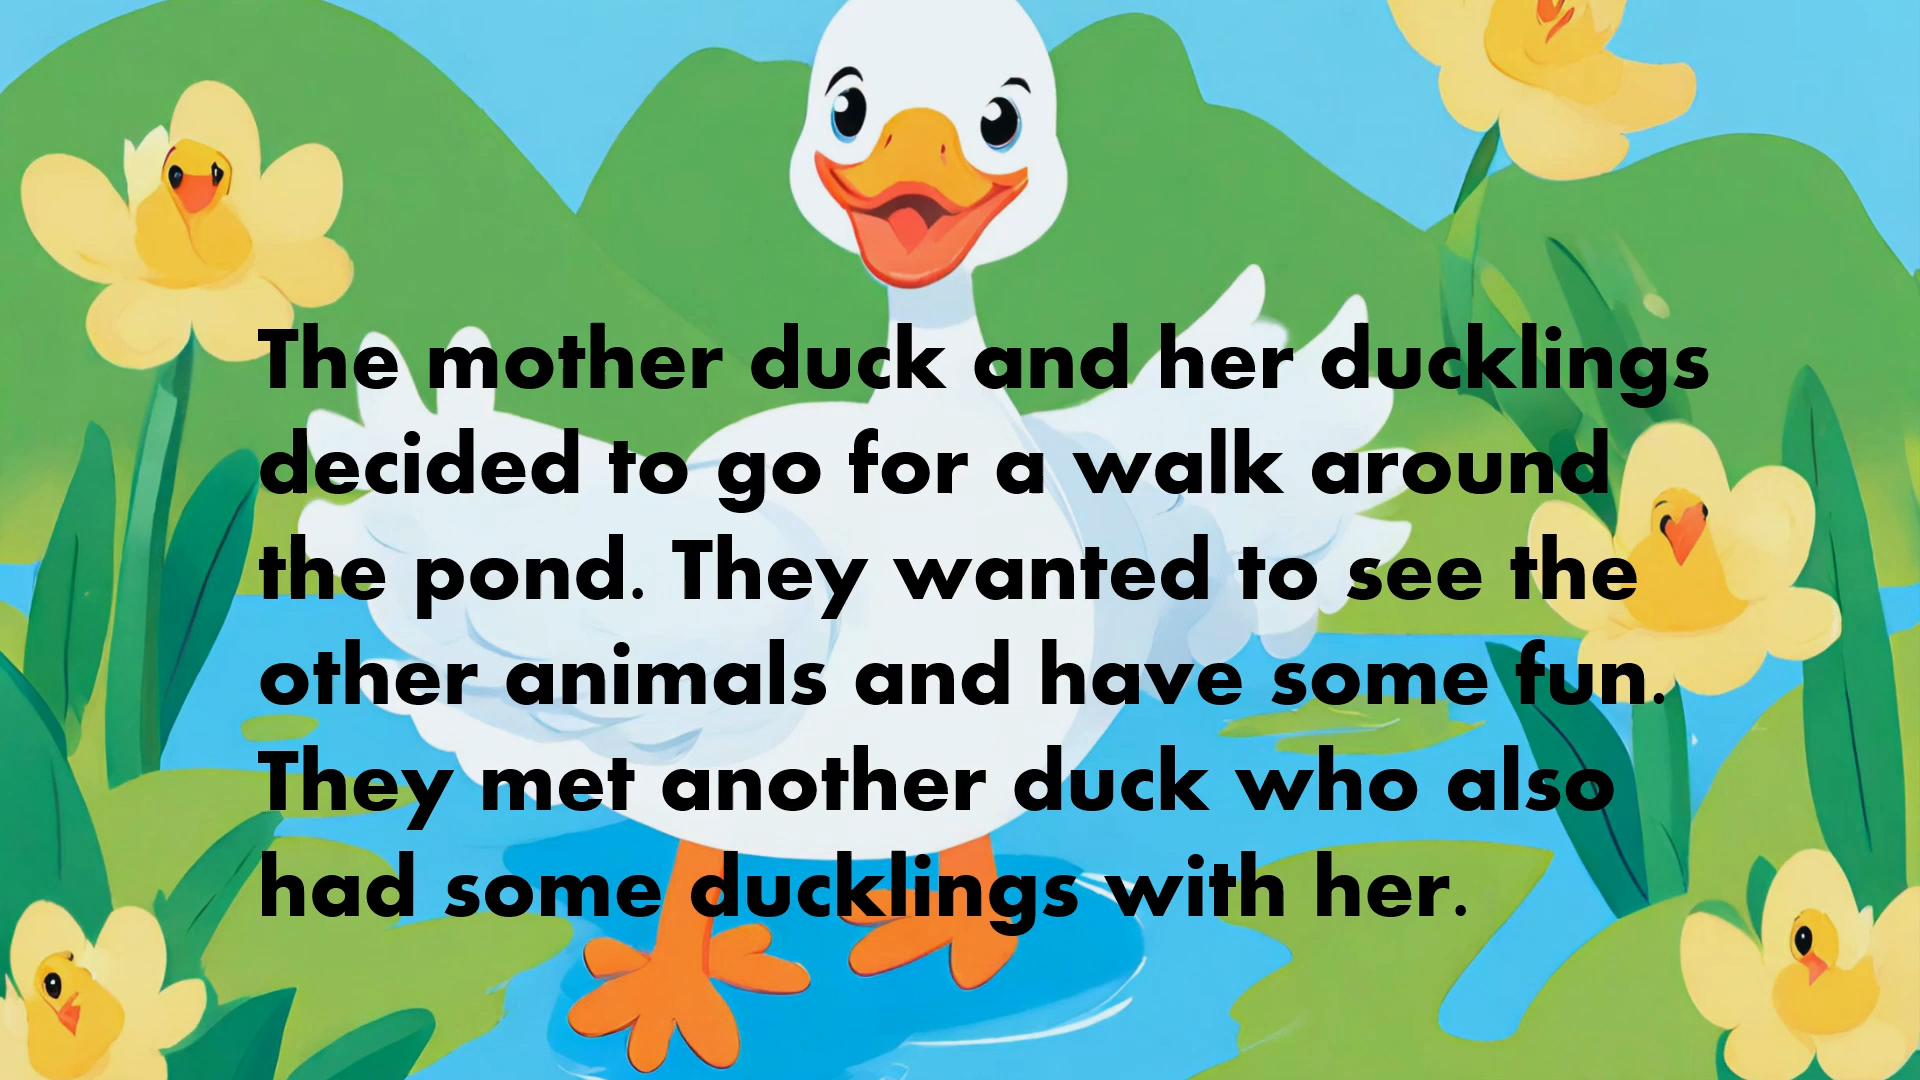 The mother duck and her ducklings
decided to go for a walk around
the pond. They wanted to see the
other animals and have some fun.
They met another duck who also
had some ducklings with her.